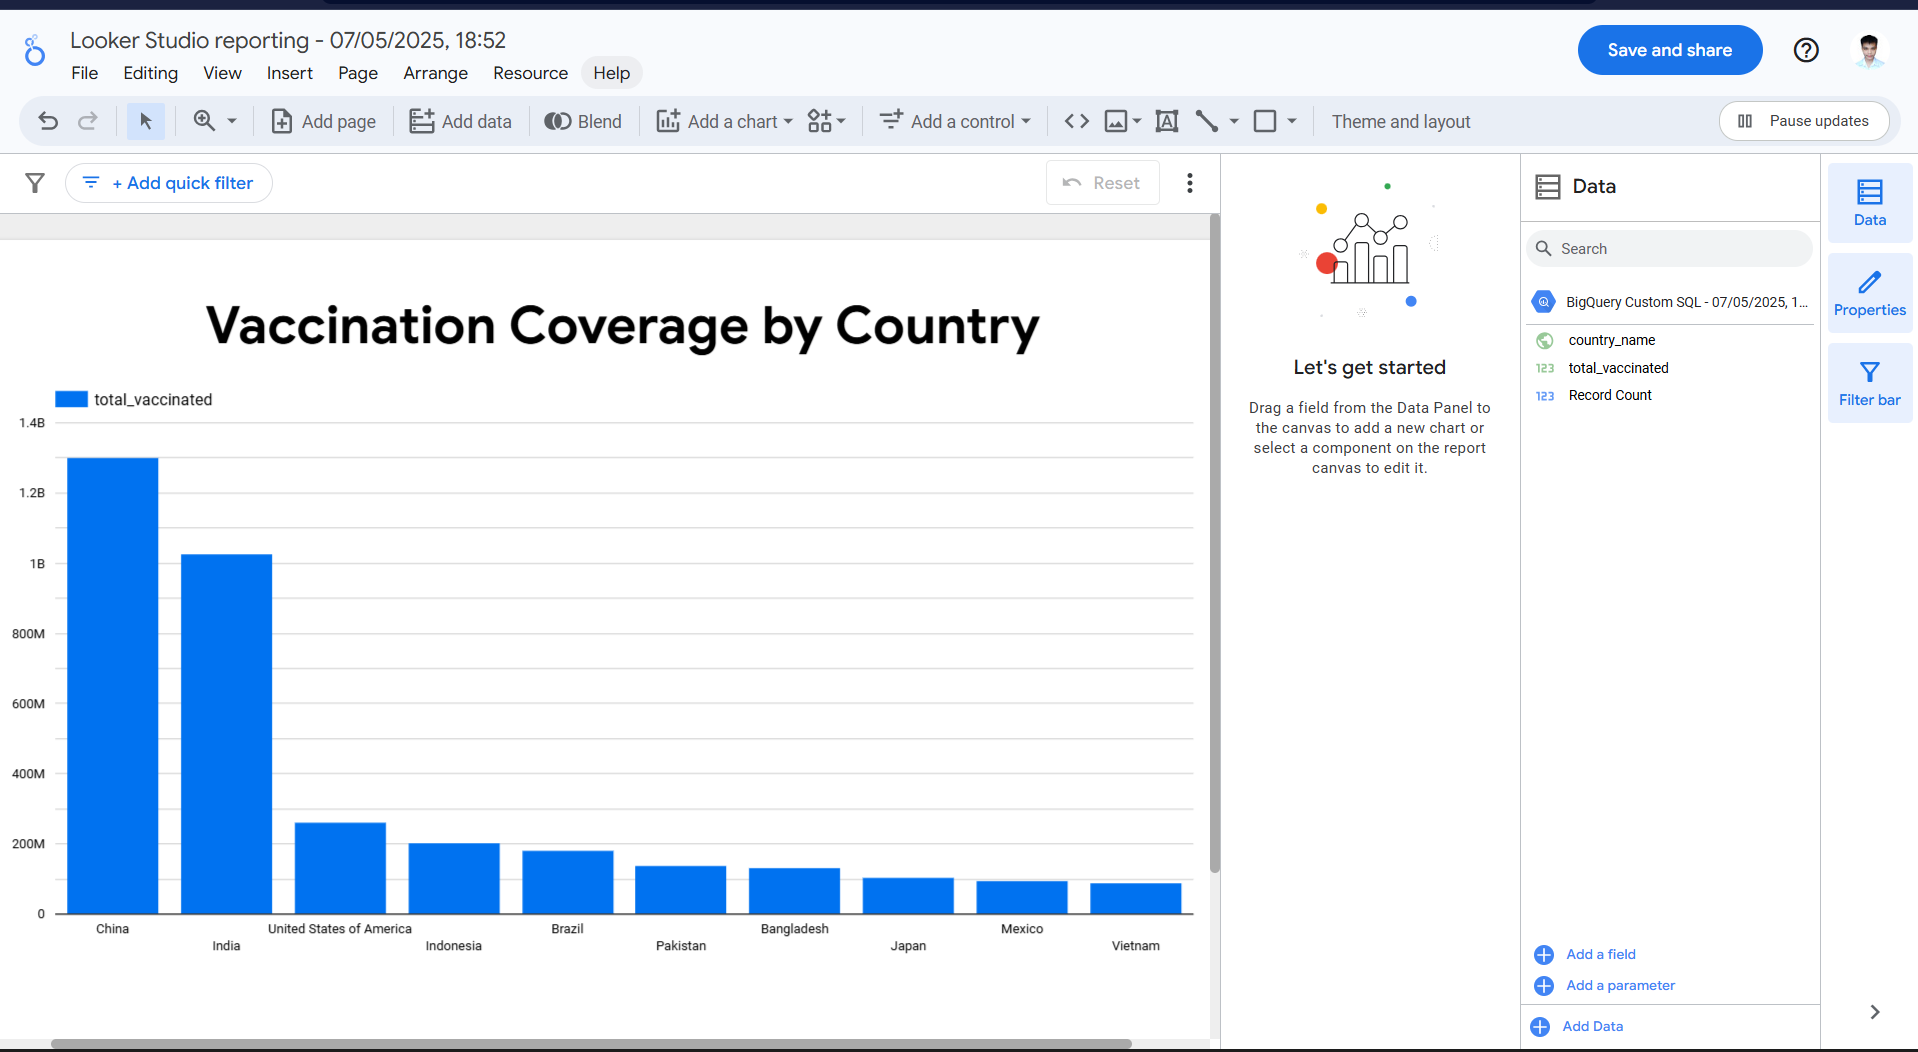 Looker Studio reporting - 07/05/2025, 18:52
File Editing View Insert Page Arrange Resource Help
Save and share
Add page Add data Blend Add a chart Add a control Theme and layout Pause updates
+ Add quick filter
Reset
Vaccination Coverage by Country
total_vaccinated
1.4B
1.2B
1B
800M
600M
400M
200M
0
China
India
United States of America
Indonesia
Brazil
Pakistan
Bangladesh
Japan
Mexico
Vietnam
Let's get started
Drag a field from the Data Panel to
the canvas to add a new chart or
select a component on the report
canvas to edit it.
Data
Search
BigQuery Custom SQL - 07/05/2025, 1...
country_name
123 total_vaccinated
123 Record Count
Add a field
Add a parameter
Add Data
Data
Properties
Filter bar